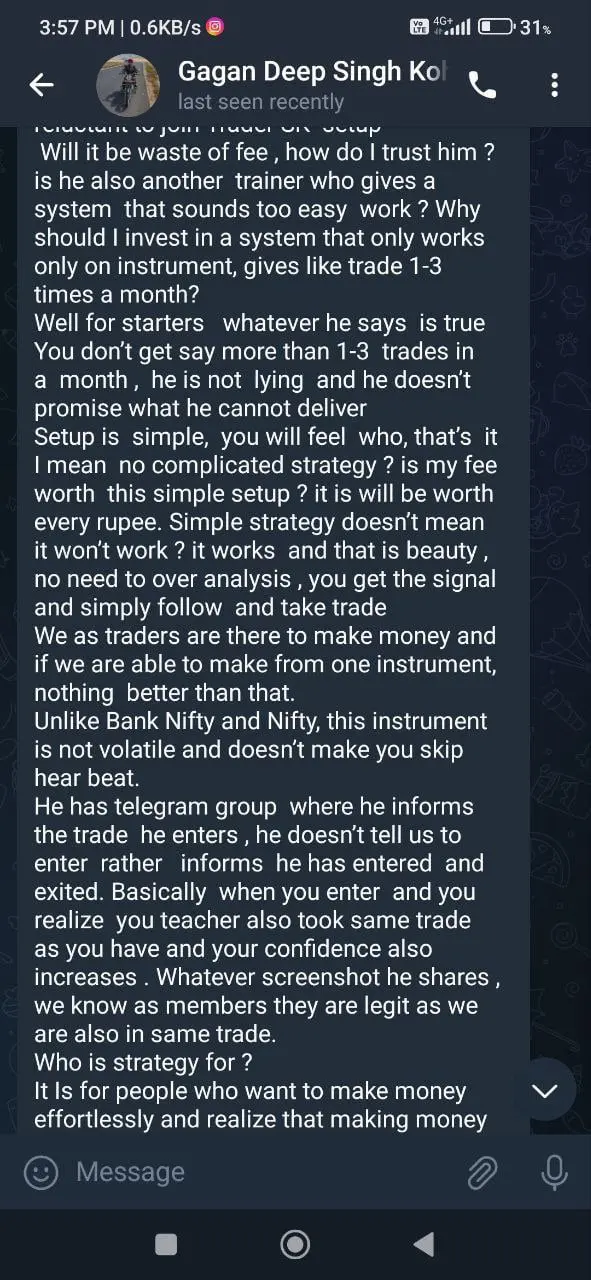 3:57 PM | 0.6KB/s
Vo LTE 4G+ 31%
Gagan Deep Singh Koh
last seen recently
reluctant to join Trader SK setup
Will it be waste of fee , how do I trust him ?
is he also another trainer who gives a
system that sounds too easy work ? Why
should I invest in a system that only works
only on instrument, gives like trade 1-3
times a month?
Well for starters whatever he says is true
You don’t get say more than 1-3 trades in
a month , he is not lying and he doesn’t
promise what he cannot deliver
Setup is simple, you will feel who, that’s it
I mean no complicated strategy ? is my fee
worth this simple setup ? it is will be worth
every rupee. Simple strategy doesn’t mean
it won’t work ? it works and that is beauty ,
no need to over analysis , you get the signal
and simply follow and take trade
We as traders are there to make money and
if we are able to make from one instrument,
nothing better than that.
Unlike Bank Nifty and Nifty, this instrument
is not volatile and doesn’t make you skip
hear beat.
He has telegram group where he informs
the trade he enters , he doesn’t tell us to
enter rather informs he has entered and
exited. Basically when you enter and you
realize you teacher also took same trade
as you have and your confidence also
increases . Whatever screenshot he shares ,
we know as members they are legit as we
are also in same trade.
Who is strategy for ?
It Is for people who want to make money
effortlessly and realize that making money
Message